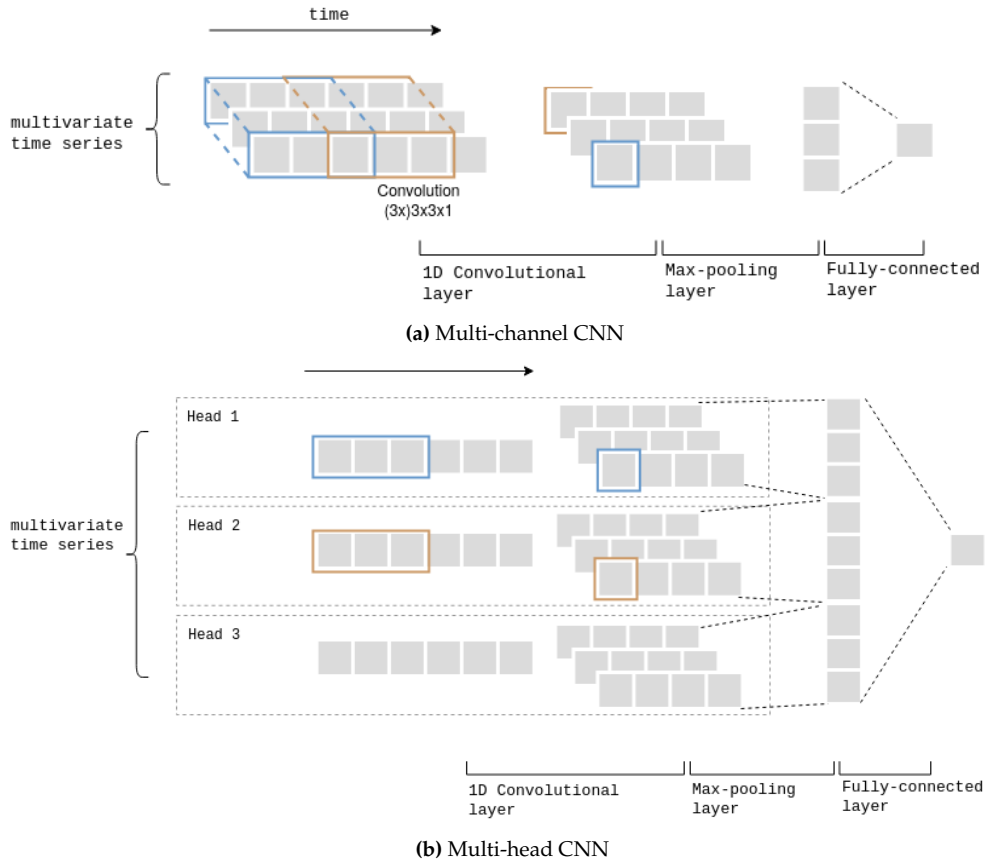 time
multivariate
time series
Convolution
(3x)3x3x1
1D Convolutional
layer
Max-pooling
layer
Fully-connected
layer
(a) Multi-channel CNN
Head 1
Head 2
multivariate
time series
Head 3
1D Convolutional
layer
Max-pooling
layer
Fully-connected
layer
(b) Multi-head CNN